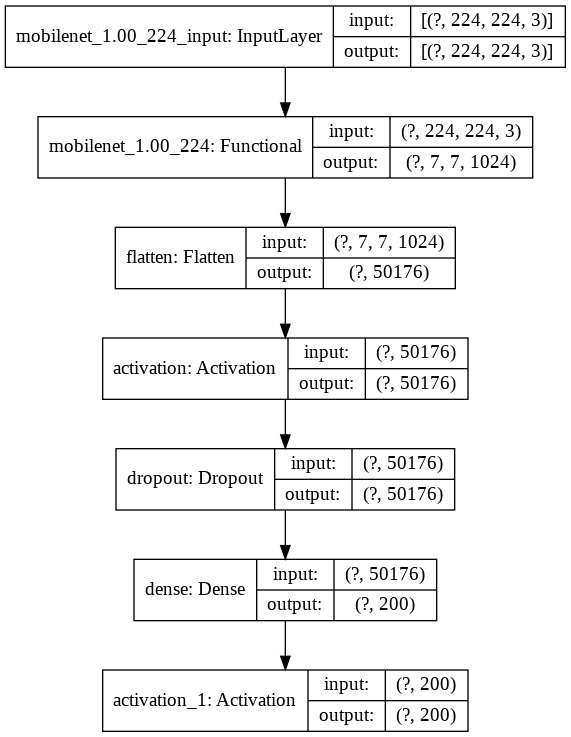 mobilenet_1.00_224_input: InputLayer
input: [(?, 224, 224, 3)]
output: [(?, 224, 224, 3)]
mobilenet_1.00_224: Functional
input: (?, 224, 224, 3)
output: (?, 7, 7, 1024)
flatten: Flatten
input: (?, 7, 7, 1024)
output: (?, 50176)
activation: Activation
input: (?, 50176)
output: (?, 50176)
dropout: Dropout
input: (?, 50176)
output: (?, 50176)
dense: Dense
input: (?, 50176)
output: (?, 200)
activation_1: Activation
input: (?, 200)
output: (?, 200)